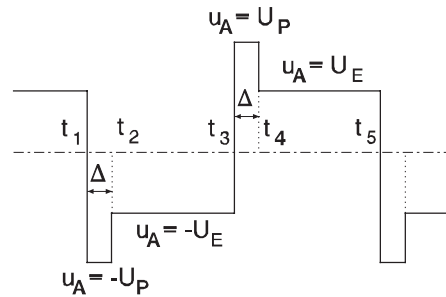 u_A = U_P
u_A = U_E
Δ
t_1 t_2 t_3 t_4 t_5
Δ
u_A = -U_E
u_A = -U_P